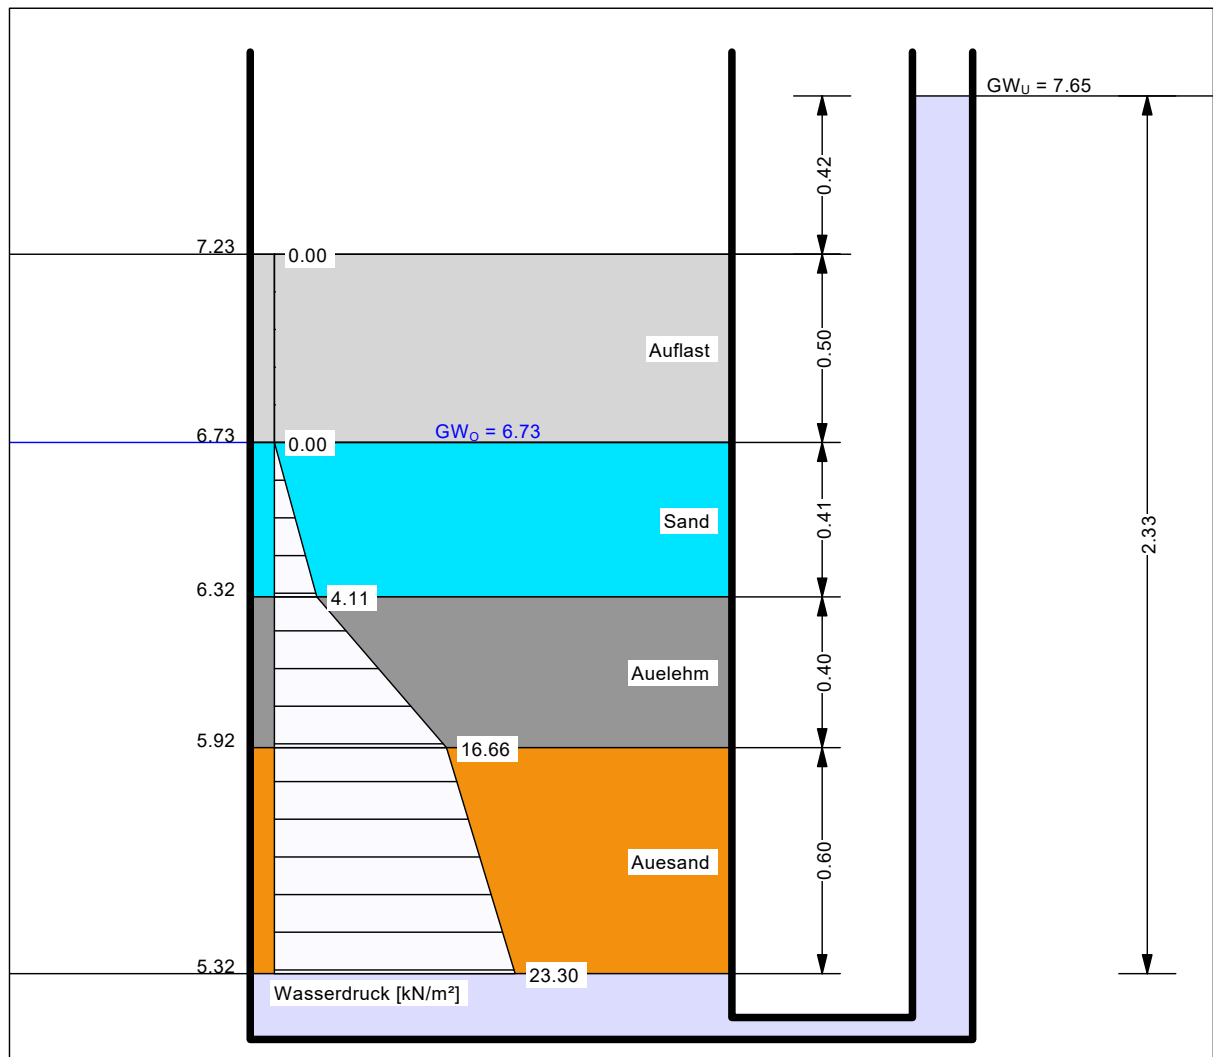 GW_U = 7.65
0.42
7.23
0.00
Auflast
0.50
6.73
0.00
GW_O = 6.73
Sand
0.41
2.33
6.32
4.11
Auelehm
0.40
5.92
16.66
Auesand
0.60
5.32
23.30
Wasserdruck [kN/m²]